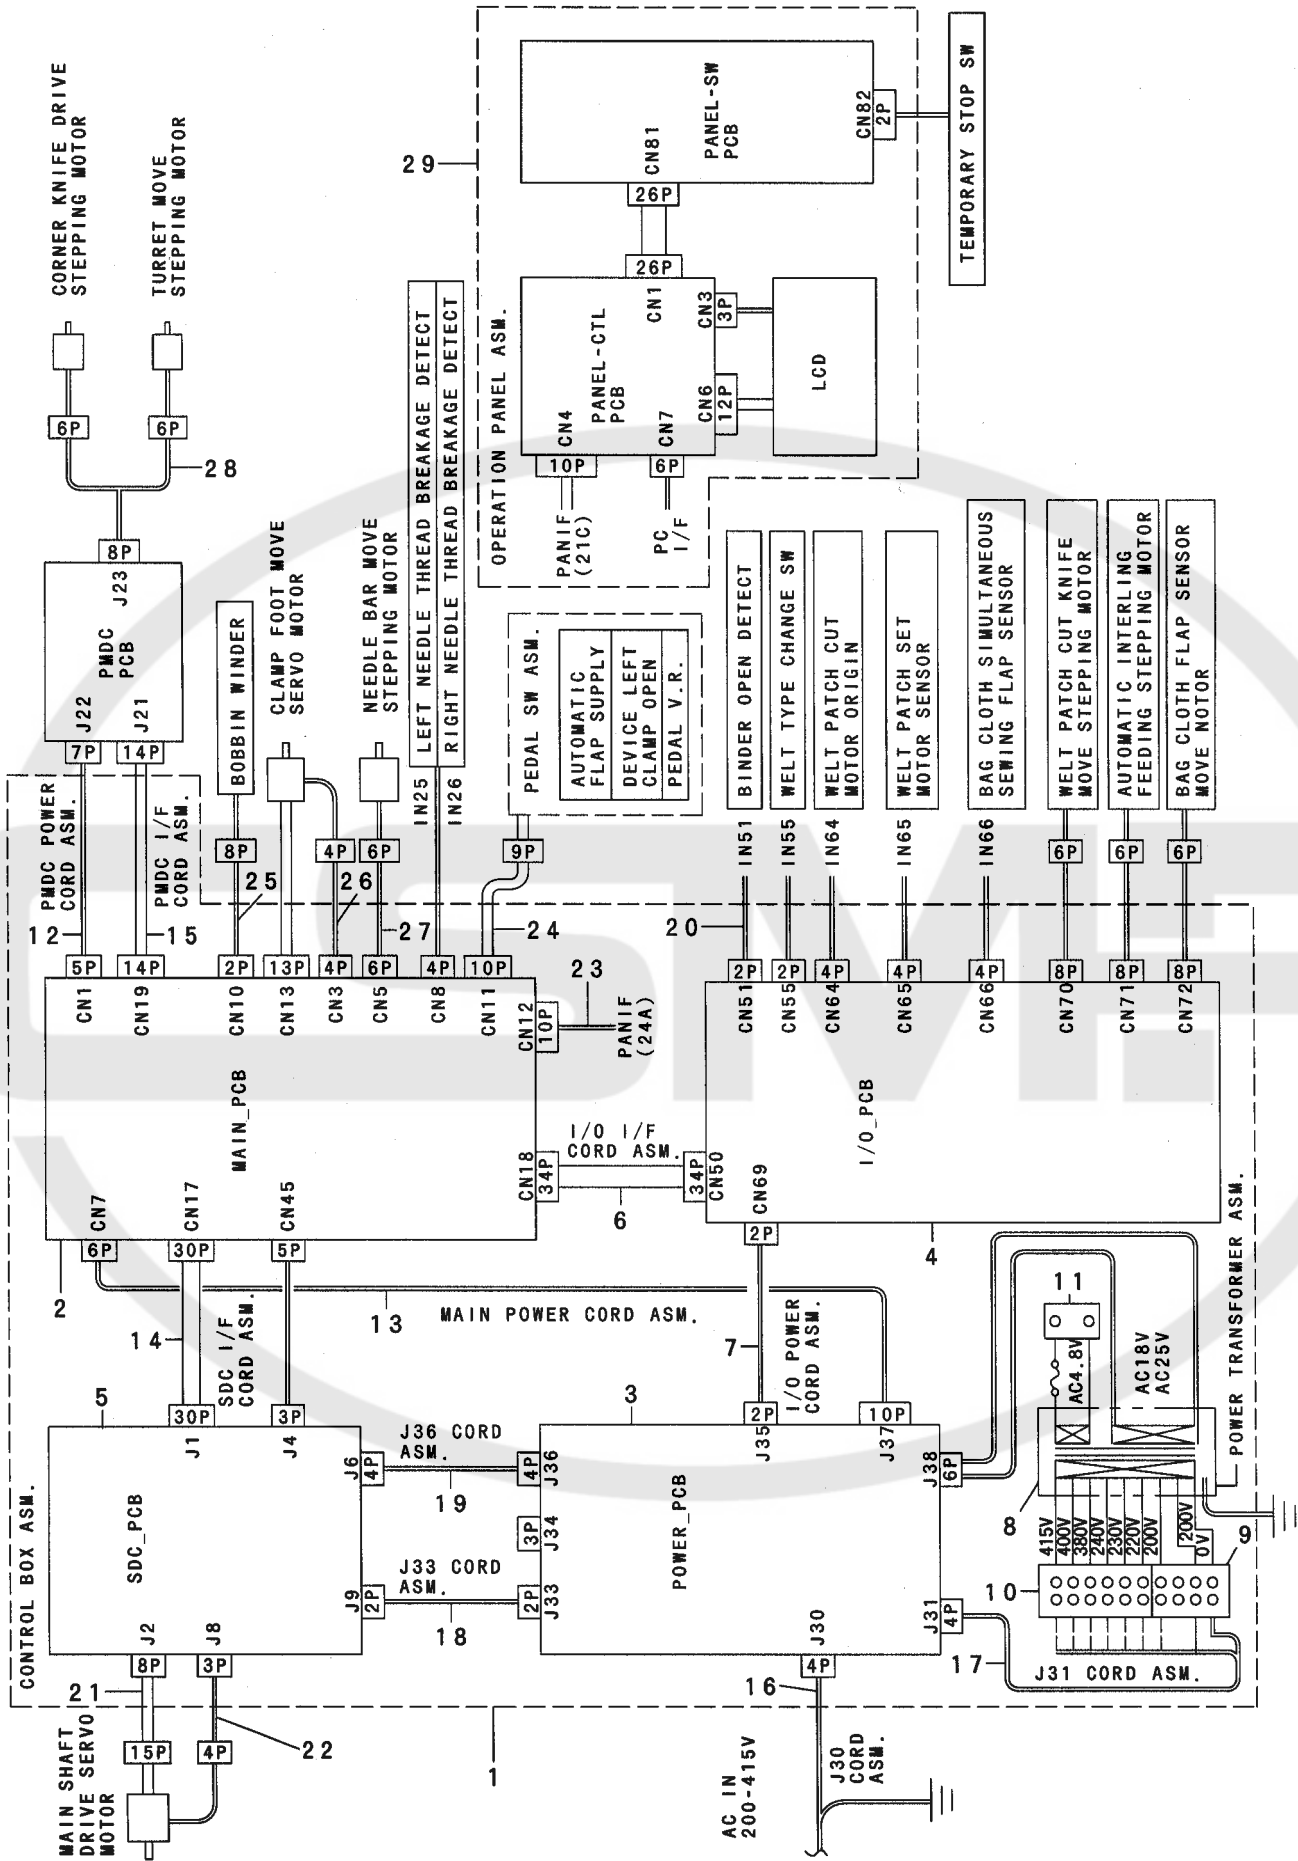 CORNER KNIFE DRIVE
STEPPING MOTOR
TURRET MOVE
STEPPING MOTOR
6P
6P
28
8P
J23
PMDC
PCB
J22
J21
7P
14P
PMDC POWER
CORD ASM.
PMDC I/F
CORD ASM.
12
15
BOBBIN WINDER
8P
25
CLAMP FOOT MOVE
SERVO MOTOR
4P
26
NEEDLE BAR MOVE
STEPPING MOTOR
6P
27
LEFT NEEDLE THREAD BREAKAGE DETECT
RIGHT NEEDLE THREAD BREAKAGE DETECT
IN25
IN26
PEDAL SW ASM.
AUTOMATIC
FLAP SUPPLY
DEVICE LEFT
CLAMP OPEN
PEDAL V.R.
9P
24
29
OPERATION PANEL ASM.
PANEL-SW
PCB
CN81
26P
CN82
2P
TEMPORARY STOP SW
26P
CN1
PANEL-CTL
PCB
CN3
3P
CN6
12P
LCD
CN4
10P
CN7
6P
PANIF
(21C)
PC
I/F
5P
14P
2P
13P
4P
6P
4P
10P
CN1
CN19
CN10
CN13
CN3
CN5
CN8
CN11
CN12
10P
23
PANIF
(24A)
MAIN_PCB
CN7
CN17
CN45
6P
30P
5P
CN18
34P
I/O I/F
CORD ASM.
6
34P
CN50
2
BINDER OPEN DETECT
IN51
WELT TYPE CHANGE SW
IN55
WELT PATCH CUT
MOTOR ORIGIN
IN64
WELT PATCH SET
MOTOR SENSOR
IN65
BAG CLOTH SIMULTANEOUS
SEWING FLAP SENSOR
IN66
WELT PATCH CUT KNIFE
MOVE STEPPING MOTOR
6P
AUTOMATIC INTERLING
FEEDING STEPPING MOTOR
6P
BAG CLOTH FLAP SENSOR
MOVE MOTOR
6P
20
2P
2P
4P
4P
4P
8P
8P
8P
CN51
CN55
CN64
CN65
CN66
CN70
CN71
CN72
I/O_PCB
CN69
2P
4
13
MAIN POWER CORD ASM.
14
SDC I/F
CORD ASM.
7
I/O POWER
CORD ASM.
5
30P
3P
J1
J4
J6
4P
J36 CORD
ASM.
19
4P
J36
SDC_PCB
J9
2P
J33 CORD
ASM.
18
2P
J33
3P
J34
J2
J8
8P
3P
21
22
15P
4P
MAIN SHAFT
DRIVE SERVO
MOTOR
CONTROL BOX ASM.
1
3
2P
J35
10P
J37
POWER_PCB
J38
6P
J31
4P
J30
4P
16
AC IN
200-415V
J30
CORD
ASM.
17
J31 CORD ASM.
11
AC4.8V
AC18V
AC25V
POWER TRANSFORMER ASM.
8
415V
400V
380V
240V
230V
220V
200V
200V
0V
9
10
SMF